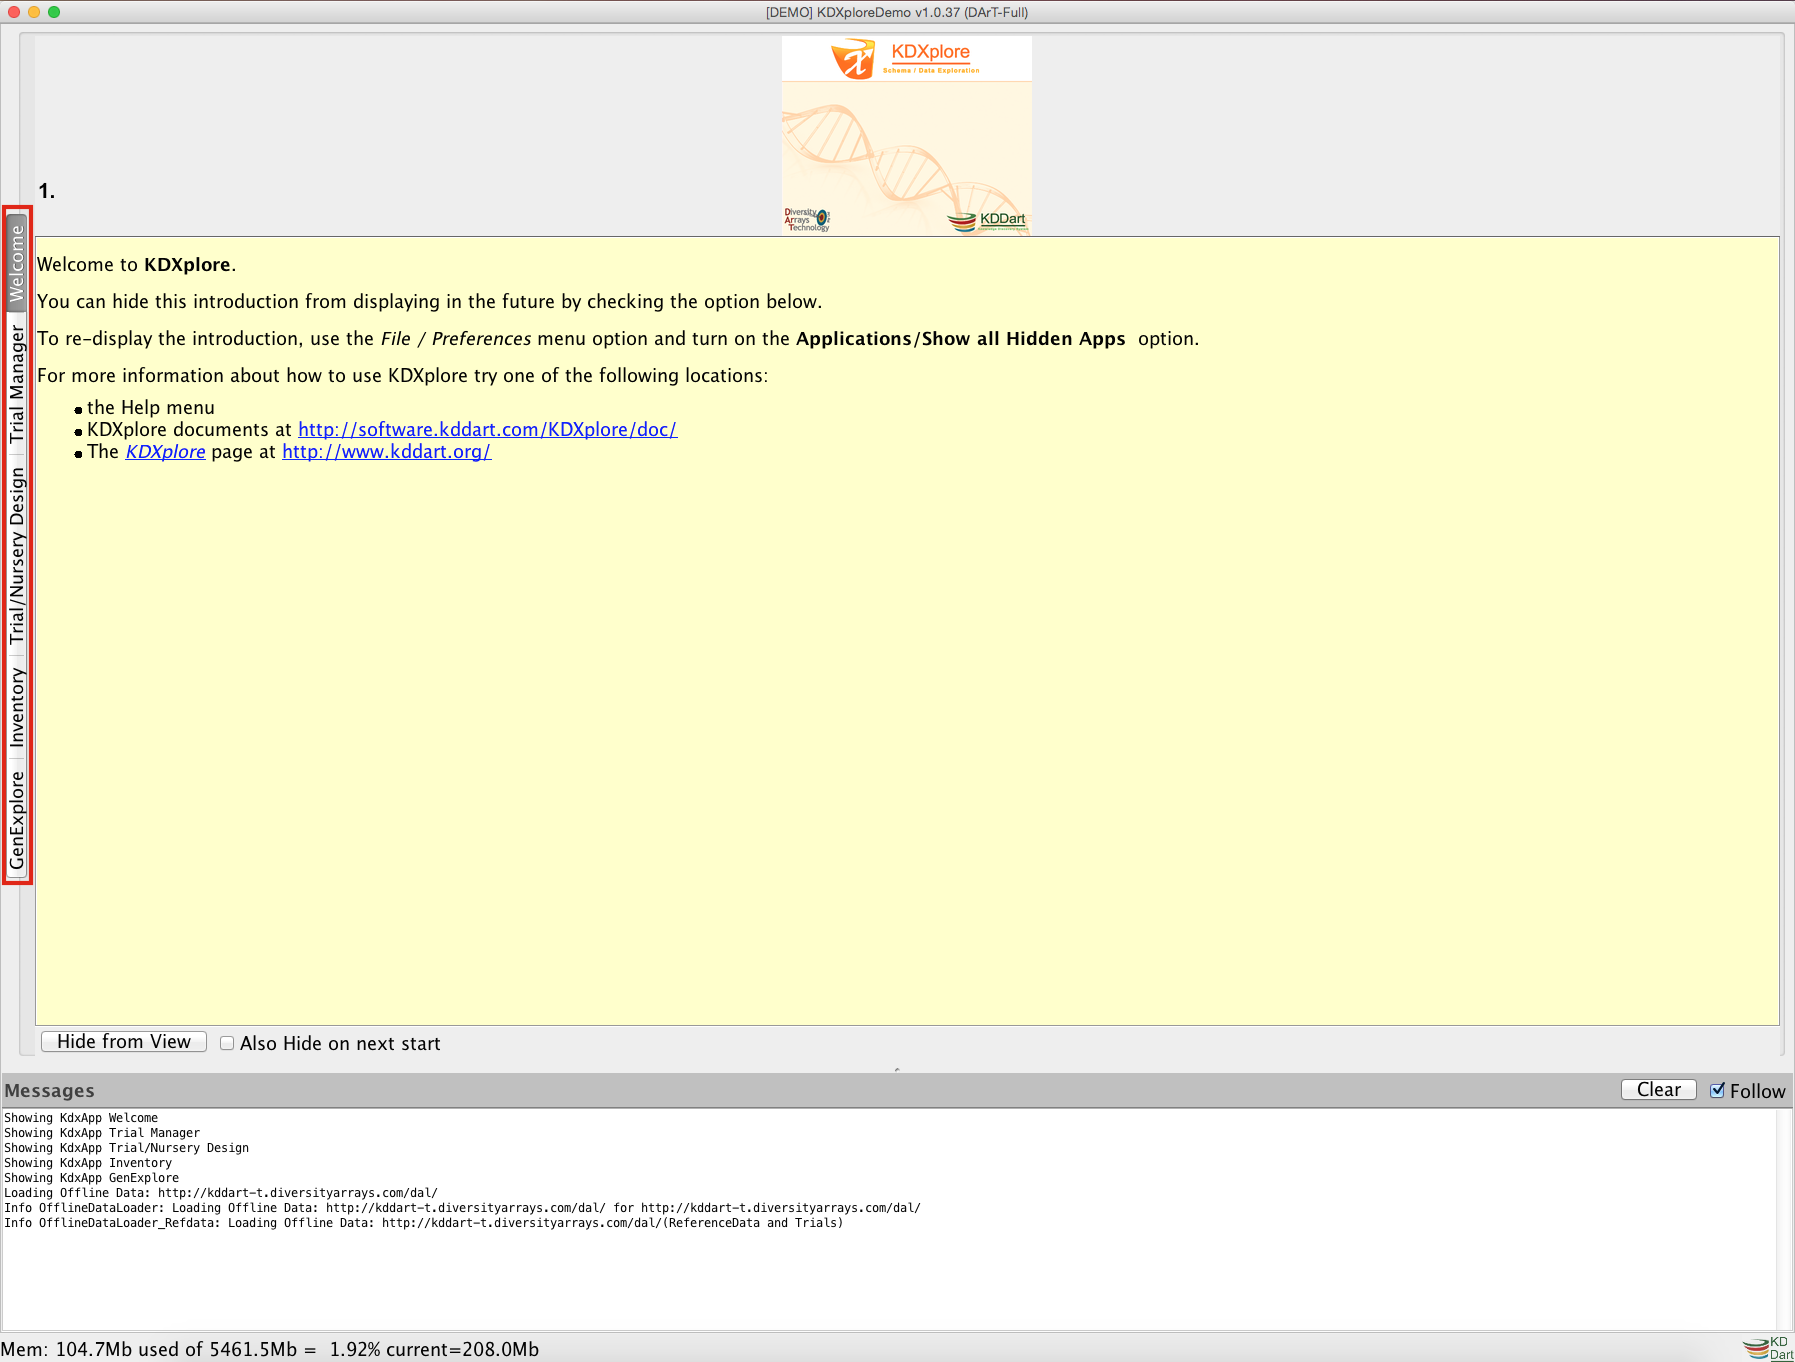 [DEMO] KDXploreDemo v1.0.37 (DArT-Full)
KDXplore
Schema / Data Exploration
1.
Diversity
Arrays
Technology
KDDart
Welcome
Trial Manager
Trial/Nursery Design
Inventory
GenExplore
Welcome to KDXplore.
You can hide this introduction from displaying in the future by checking the option below.
To re-display the introduction, use the File / Preferences menu option and turn on the Applications/Show all Hidden Apps option.
For more information about how to use KDXplore try one of the following locations:
the Help menu
KDXplore documents at http://software.kddart.com/KDXplore/doc/
The KDXplore page at http://www.kddart.org/
Hide from View Also Hide on next start
Messages Clear Follow
Showing KdxApp Welcome
Showing KdxApp Trial Manager
Showing KdxApp Trial/Nursery Design
Showing KdxApp Inventory
Showing KdxApp GenExplore
Loading Offline Data: http://kddart-t.diversityarrays.com/dal/
Info OfflineDataLoader: Loading Offline Data: http://kddart-t.diversityarrays.com/dal/ for http://kddart-t.diversityarrays.com/dal/
Info OfflineDataLoader_Refdata: Loading Offline Data: http://kddart-t.diversityarrays.com/dal/(ReferenceData and Trials)
Mem: 104.7Mb used of 5461.5Mb = 1.92% current=208.0Mb
KD
Dart